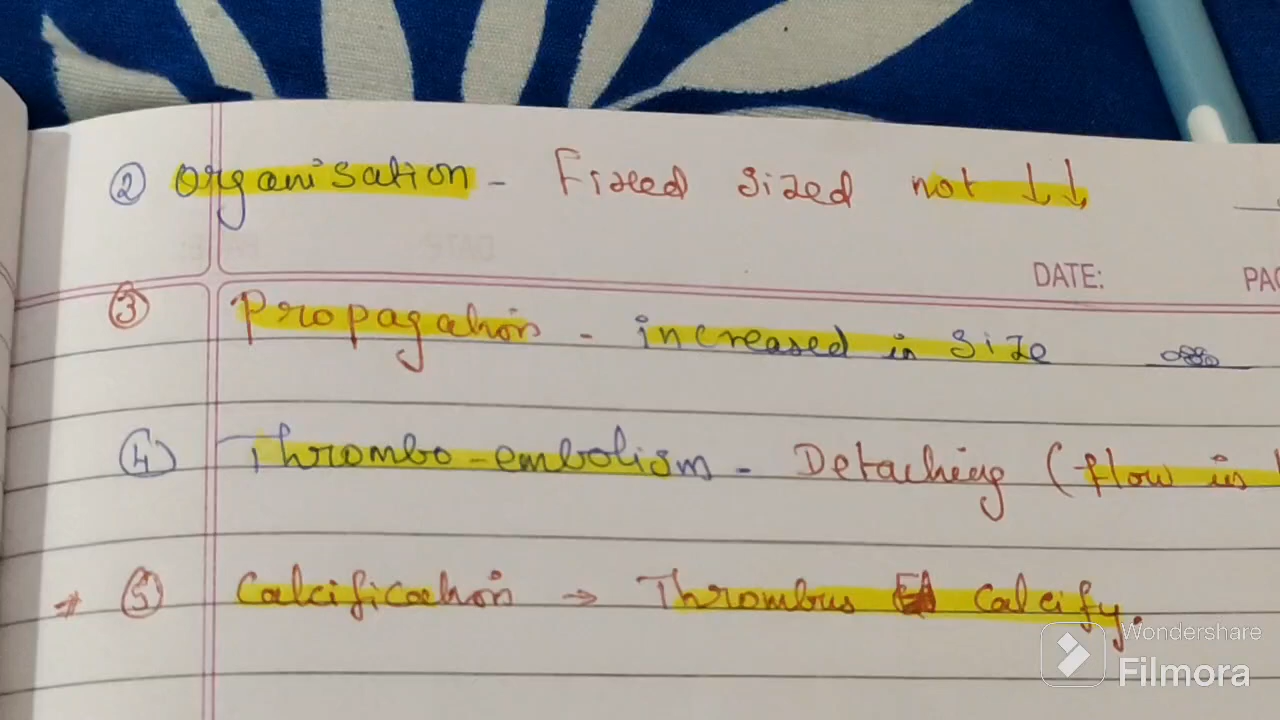 ② Organisation - Fixed sized not ↓↓
DATE:
③ Propagation - increased in size
④ Thrombo-embolism - Detaching (flow in
⑤ Calcification → Thrombus calcify.
Wondershare
Filmora